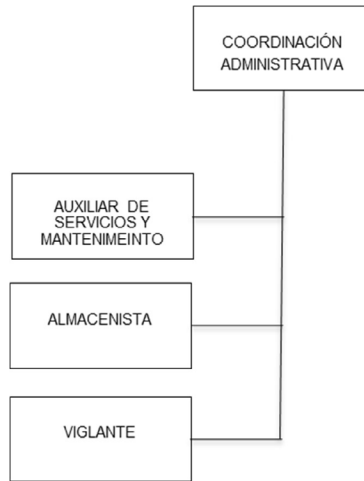 COORDINACIÓN
ADMINISTRATIVA
AUXILIAR DE
SERVICIOS Y
MANTENIMEINTO
ALMACENISTA
VIGLANTE